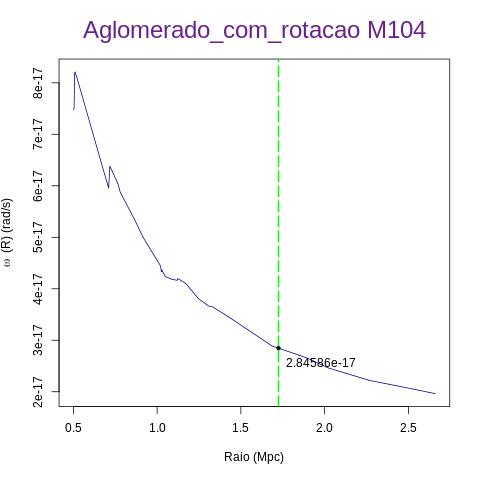 Aglomerado_com_rotacao M104
8e-17
7e-17
6e-17
5e-17
4e-17
3e-17
2e-17
ω (R) (rad/s)
2.84586e-17
0.5 1.0 1.5 2.0 2.5
Raio (Mpc)